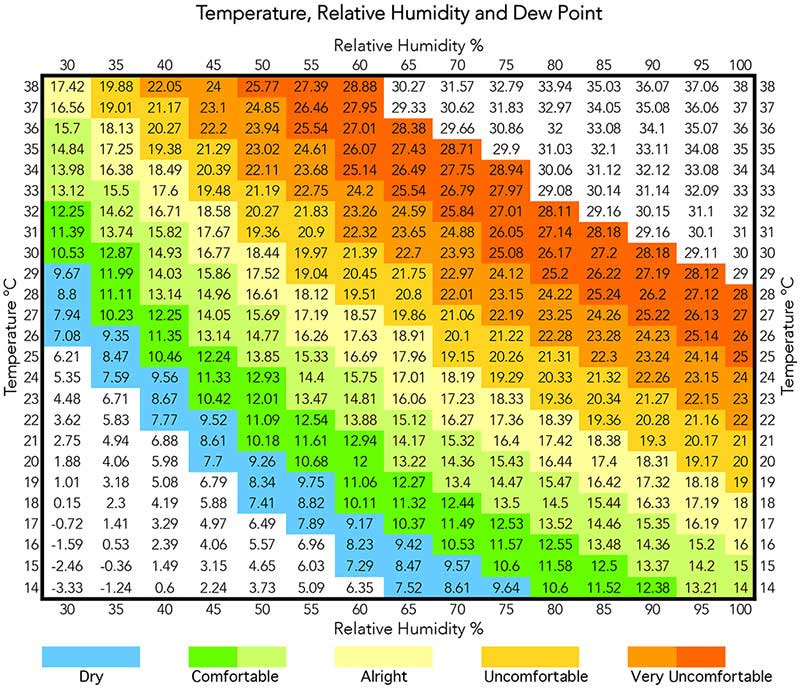 Temperature, Relative Humidity and Dew Point
Relative Humidity %
30 35 40 45 50 55 60 65 70 75 80 85 90 95 100
38 17.42 19.88 22.05 24 25.77 27.39 28.88 30.27 31.57 32.79 33.94 35.03 36.07 37.06 38 38
37 16.56 19.01 21.17 23.1 24.85 26.46 27.95 29.33 30.62 31.83 32.97 34.05 35.08 36.06 37 37
36 15.7 18.13 20.27 22.2 23.94 25.54 27.01 28.38 29.66 30.86 32 33.08 34.1 35.07 36 36
35 14.84 17.25 19.38 21.29 23.02 24.61 26.07 27.43 28.71 29.9 31.03 32.1 33.11 34.08 35 35
34 13.98 16.38 18.49 20.39 22.11 23.68 25.14 26.49 27.75 28.94 30.06 31.12 32.12 33.08 34 34
33 13.12 15.5 17.6 19.48 21.19 22.75 24.2 25.54 26.79 27.97 29.08 30.14 31.14 32.09 33 33
32 12.25 14.62 16.71 18.58 20.27 21.83 23.26 24.59 25.84 27.01 28.11 29.16 30.15 31.1 32 32
31 11.39 13.74 15.82 17.67 19.36 20.9 22.32 23.65 24.88 26.05 27.14 28.18 29.16 30.1 31 31
30 10.53 12.87 14.93 16.77 18.44 19.97 21.39 22.7 23.93 25.08 26.17 27.2 28.18 29.11 30 30
29 9.67 11.99 14.03 15.86 17.52 19.04 20.45 21.75 22.97 24.12 25.2 26.22 27.19 28.12 29 29
28 8.8 11.11 13.14 14.96 16.61 18.12 19.51 20.8 22.01 23.15 24.22 25.24 26.2 27.12 28 28
27 7.94 10.23 12.25 14.05 15.69 17.19 18.57 19.86 21.06 22.19 23.25 24.26 25.22 26.13 27 27
26 7.08 9.35 11.35 13.14 14.77 16.26 17.63 18.91 20.1 21.22 22.28 23.28 24.23 25.14 26 26
25 6.21 8.47 10.46 12.24 13.85 15.33 16.69 17.96 19.15 20.26 21.31 22.3 23.24 24.14 25 25
24 5.35 7.59 9.56 11.33 12.93 14.4 15.75 17.01 18.19 19.29 20.33 21.32 22.26 23.15 24 24
23 4.48 6.71 8.67 10.42 12.01 13.47 14.81 16.06 17.23 18.33 19.36 20.34 21.27 22.15 23 23
22 3.62 5.83 7.77 9.52 11.09 12.54 13.88 15.12 16.27 17.36 18.39 19.36 20.28 21.16 22 22
21 2.75 4.94 6.88 8.61 10.18 11.61 12.94 14.17 15.32 16.4 17.42 18.38 19.3 20.17 21 21
20 1.88 4.06 5.98 7.7 9.26 10.68 12 13.22 14.36 15.43 16.44 17.4 18.31 19.17 20 20
19 1.01 3.18 5.08 6.79 8.34 9.75 11.06 12.27 13.4 14.47 15.47 16.42 17.32 18.18 19 19
18 0.15 2.3 4.19 5.88 7.41 8.82 10.11 11.32 12.44 13.5 14.5 15.44 16.33 17.19 18 18
17 -0.72 1.41 3.29 4.97 6.49 7.89 9.17 10.37 11.49 12.53 13.52 14.46 15.35 16.19 17 17
16 -1.59 0.53 2.39 4.06 5.57 6.96 8.23 9.42 10.53 11.57 12.55 13.48 14.36 15.2 16 16
15 -2.46 -0.36 1.49 3.15 4.65 6.03 7.29 8.47 9.57 10.6 11.58 12.5 13.37 14.2 15 15
14 -3.33 -1.24 0.6 2.24 3.73 5.09 6.35 7.52 8.61 9.64 10.6 11.52 12.38 13.21 14 14
30 35 40 45 50 55 60 65 70 75 80 85 90 95 100
Relative Humidity %
Temperature °C
Temperature °C
Dry Comfortable Alright Uncomfortable Very Uncomfortable